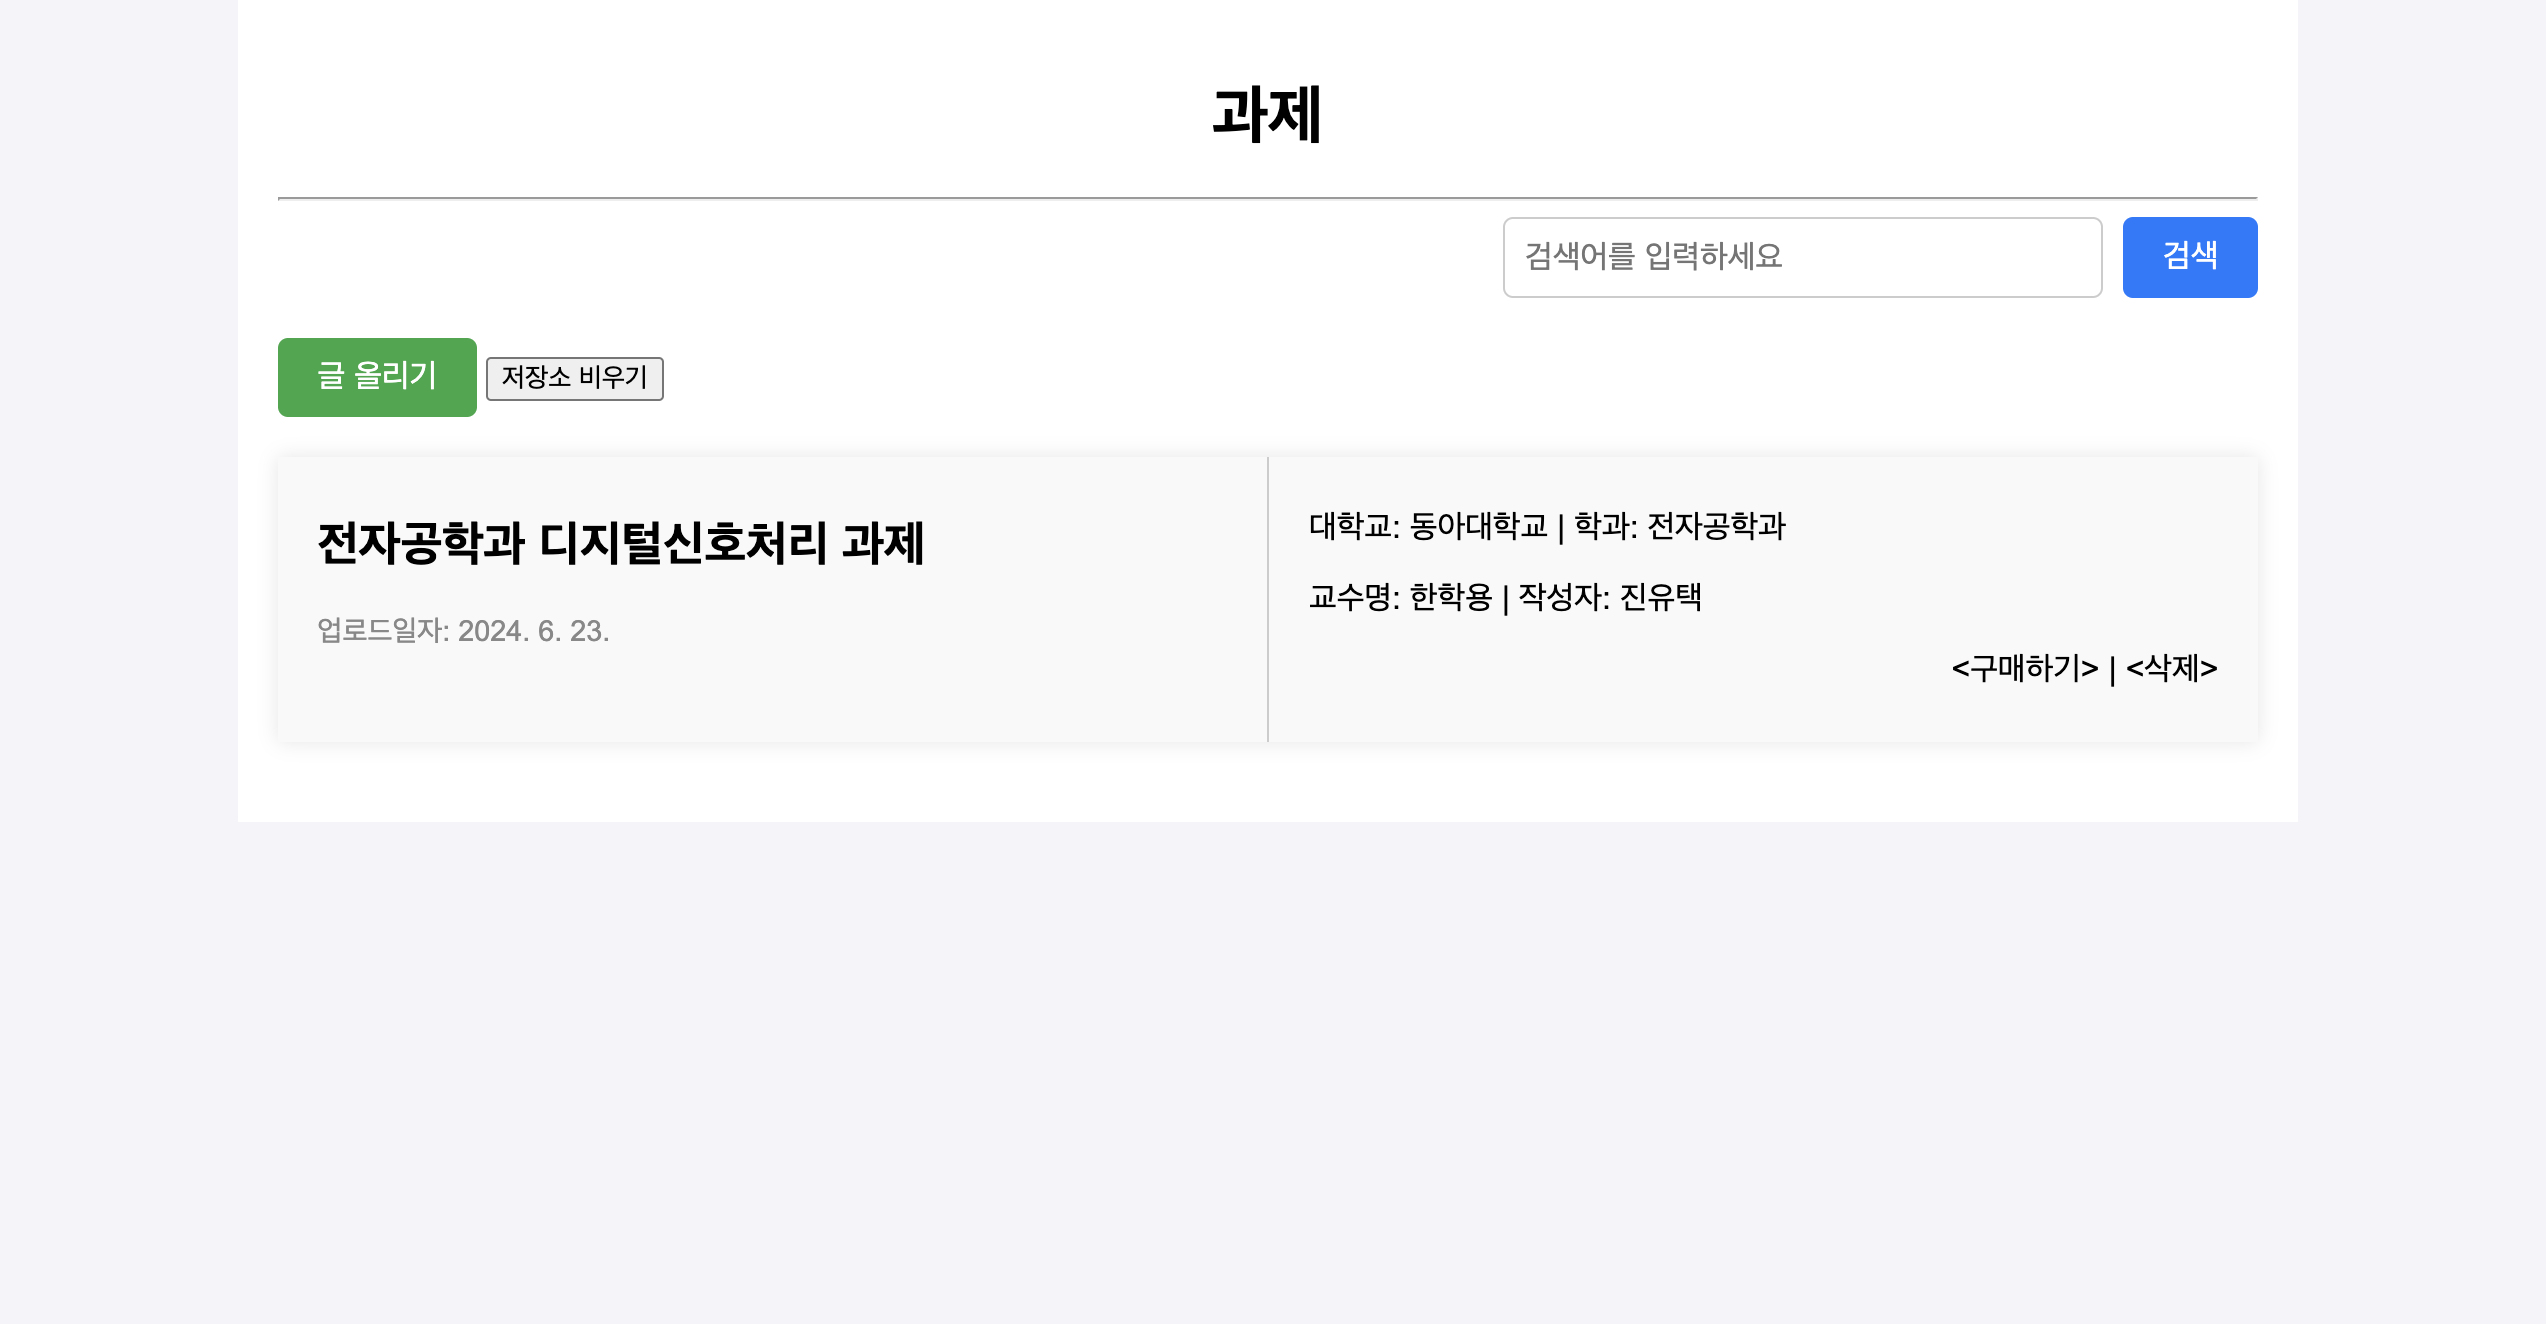 과제
검색어를 입력하세요 검색
글 올리기 저장소 비우기
전자공학과 디지털신호처리 과제
업로드일자: 2024. 6. 23.
대학교: 동아대학교 | 학과: 전자공학과
교수명: 한학용 | 작성자: 진유택
<구매하기> | <삭제>